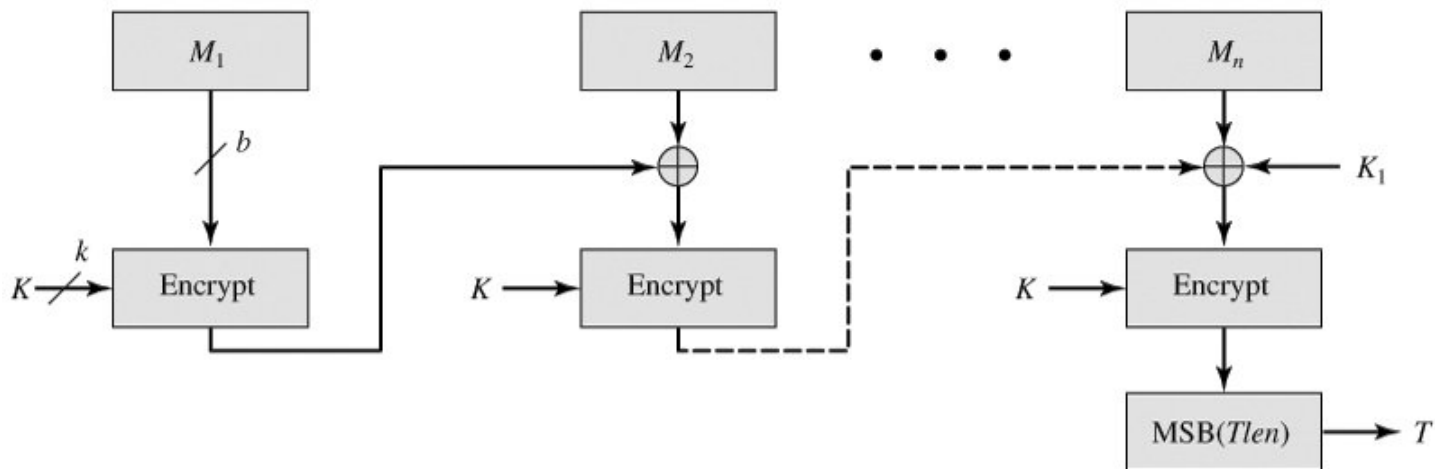 M₁
M₂
• • •
Mₙ
b
K₁
k
K
Encrypt
K
Encrypt
K
Encrypt
MSB(Tlen)
T